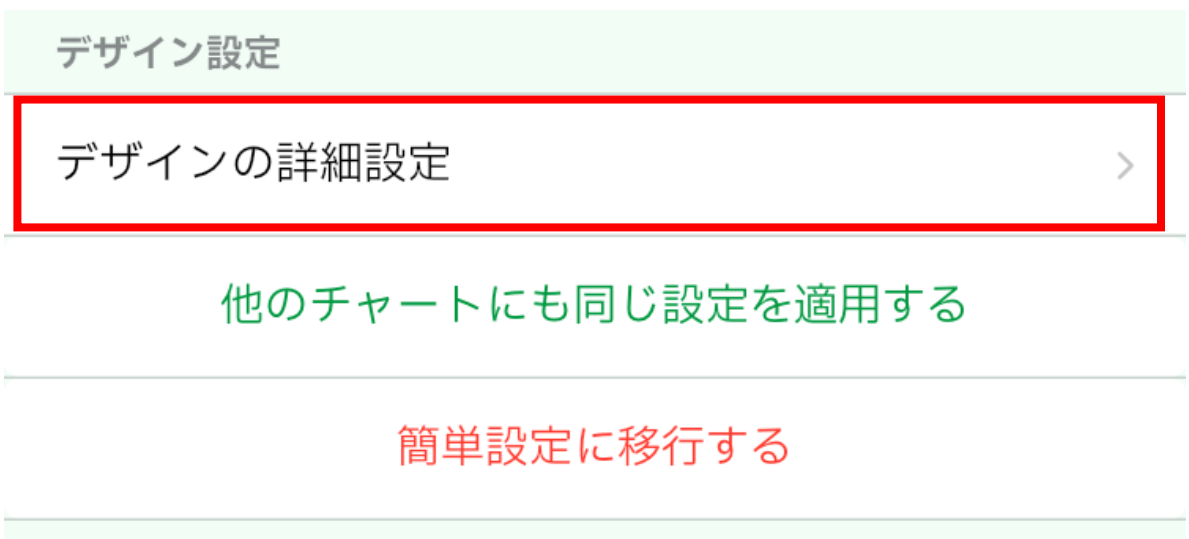 デザイン設定
デザインの詳細設定
他のチャートにも同じ設定を適用する
簡単設定に移行する